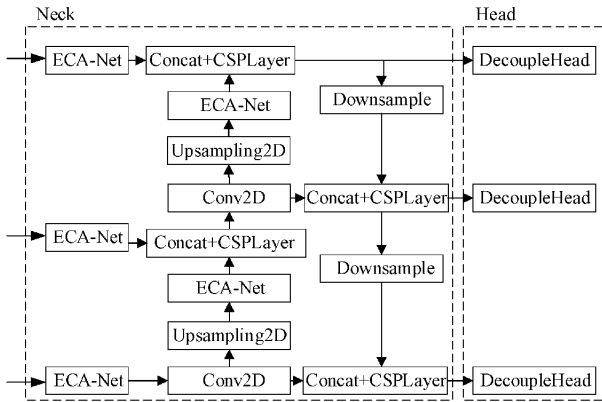 Neck
Head
ECA-Net
Concat+CSPLayer
DecoupleHead
ECA-Net
Downsample
Upsampling2D
Conv2D
Concat+CSPLayer
DecoupleHead
ECA-Net
Concat+CSPLayer
Downsample
ECA-Net
Upsampling2D
ECA-Net
Conv2D
Concat+CSPLayer
DecoupleHead